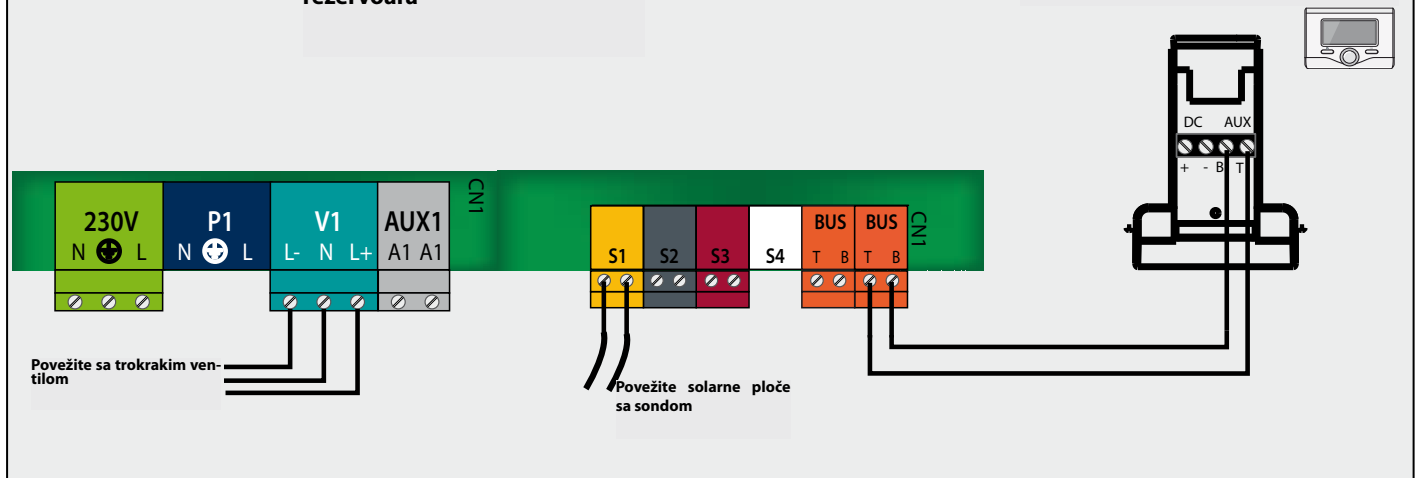 rezervoara
DC AUX
+ - B T
230V
N L
P1
N L
V1
L- N L+
AUX1
A1 A1
CN1
S1
S2
S3
S4
BUS
T B
BUS
T B
CN1
Povežite sa trokrakim ven-
tilom
Povežite solarne ploče
sa sondom